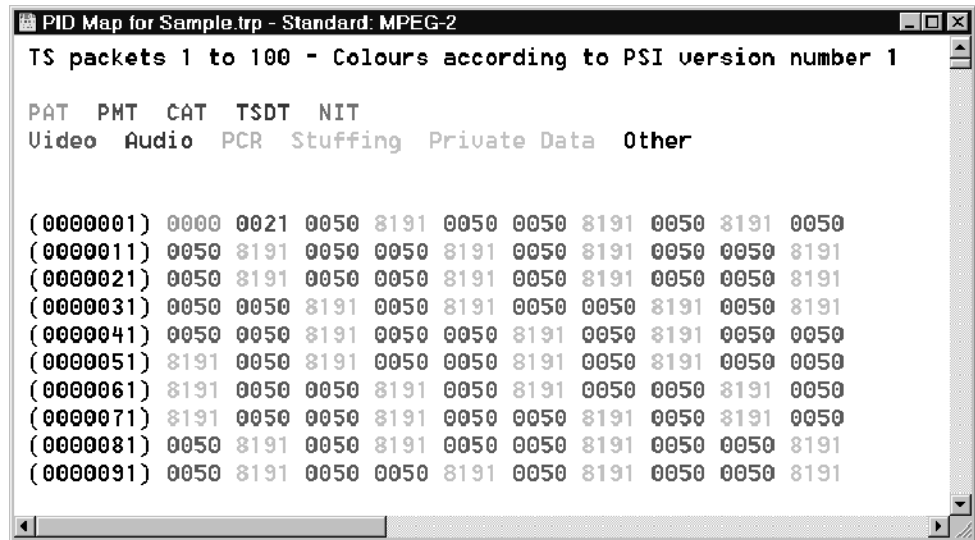 PID Map for Sample.trp - Standard: MPEG-2
TS packets 1 to 100 - Colours according to PSI version number 1
PAT PMT CAT TSDT NIT
Video Audio PCR Stuffing Private Data Other
(0000001) 0000 0021 0050 8191 0050 0050 8191 0050 8191 0050
(0000011) 0050 8191 0050 0050 8191 0050 8191 0050 0050 8191
(0000021) 0050 8191 0050 8191 0050 0050 8191 0050 0050 8191
(0000031) 0050 0050 8191 0050 8191 0050 0050 8191 0050 8191
(0000041) 0050 0050 8191 0050 0050 8191 0050 8191 0050 0050
(0000051) 8191 0050 8191 0050 0050 8191 0050 8191 0050 0050
(0000061) 8191 0050 0050 8191 0050 8191 0050 0050 8191 0050
(0000071) 8191 0050 0050 8191 0050 0050 8191 0050 8191 0050
(0000081) 0050 8191 0050 8191 0050 0050 8191 0050 0050 8191
(0000091) 0050 8191 0050 0050 8191 0050 8191 0050 0050 8191